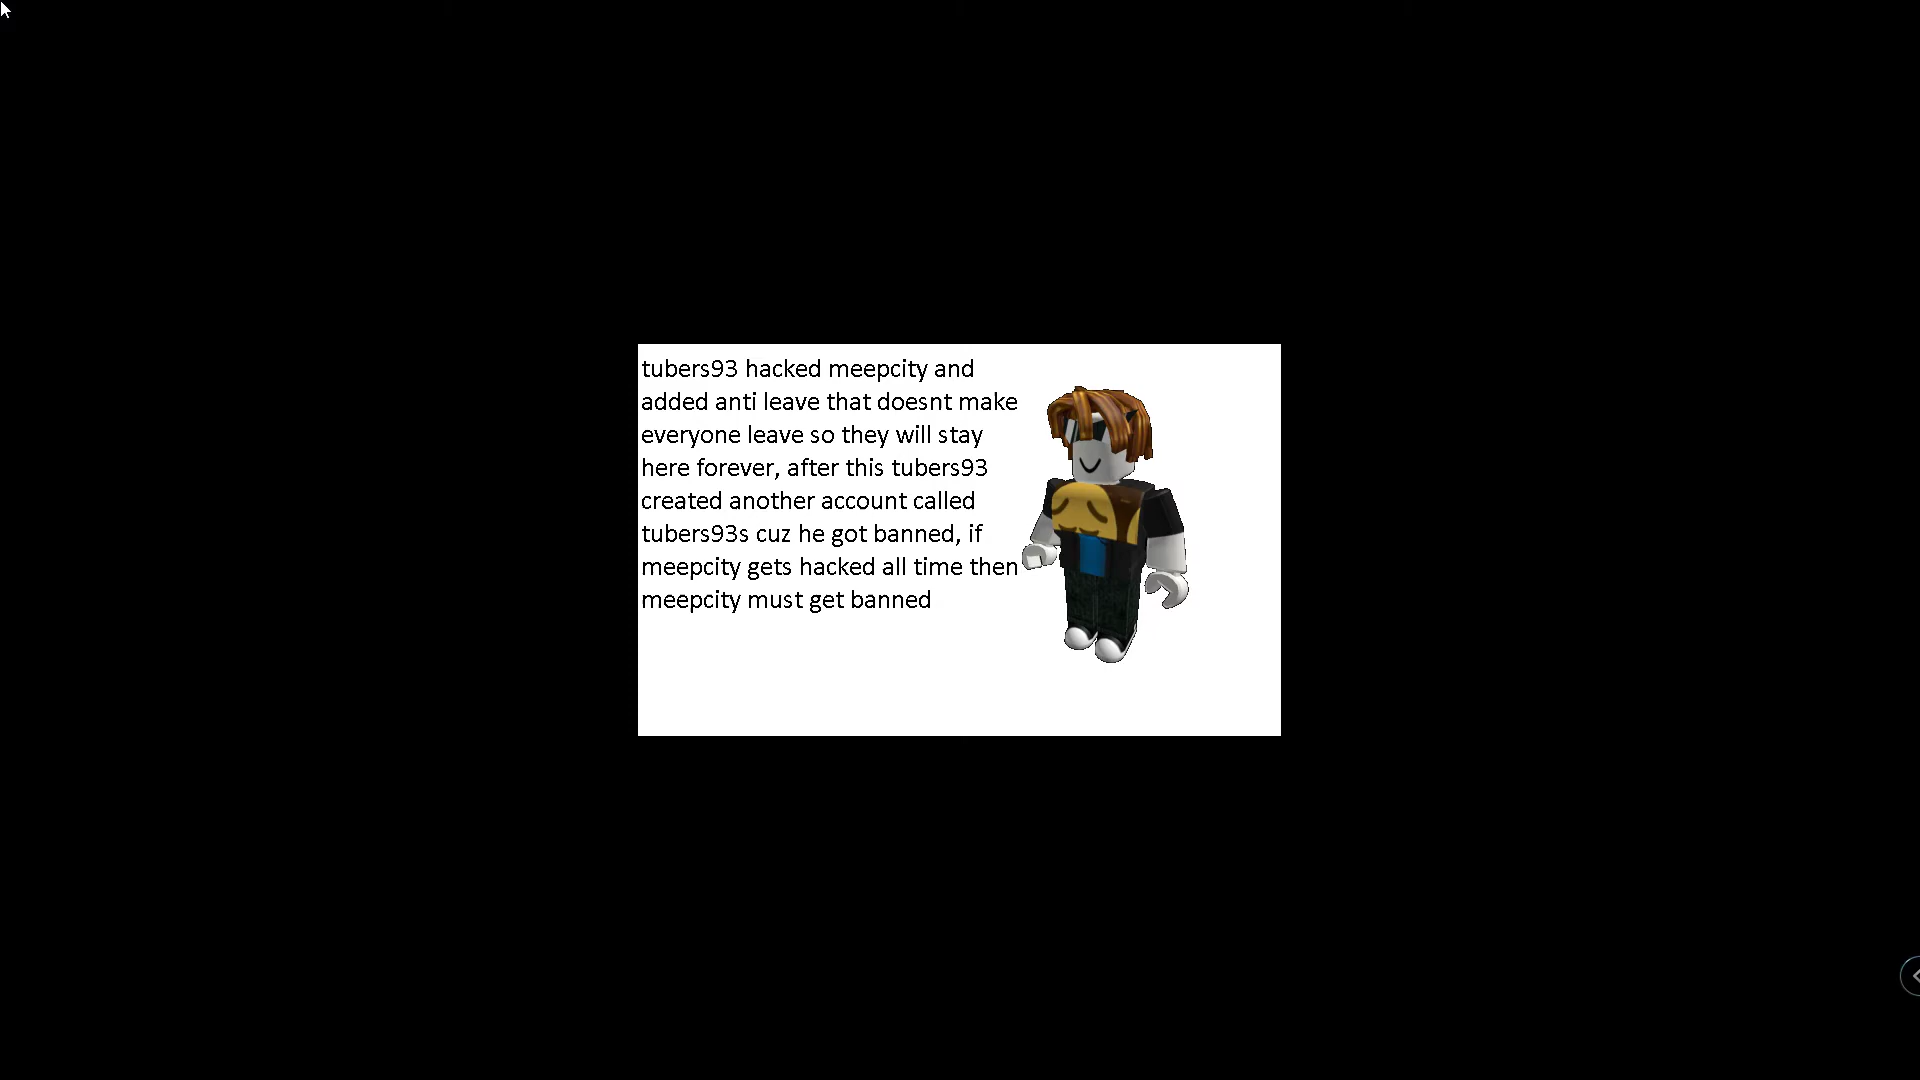 tubers93 hacked meepcity and
added anti leave that doesnt make
everyone leave so they will stay
here forever, after this tubers93
created another account called
tubers93s cuz he got banned, if
meepcity gets hacked all time then
meepcity must get banned